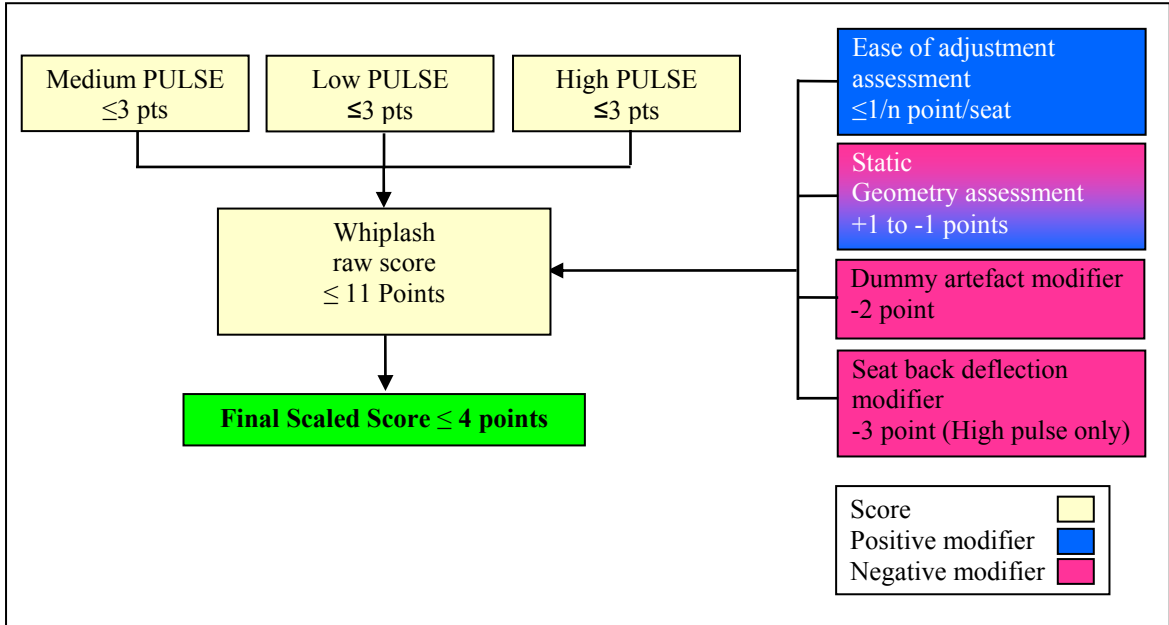 Medium PULSE
≤3 pts
Low PULSE
≤3 pts
High PULSE
≤3 pts
Ease of adjustment
assessment
≤1/n point/seat
Static
Geometry assessment
+1 to -1 points
Whiplash
raw score
≤ 11 Points
Dummy artefact modifier
-2 point
Seat back deflection
modifier
-3 point (High pulse only)
Final Scaled Score ≤ 4 points
Score
Positive modifier
Negative modifier